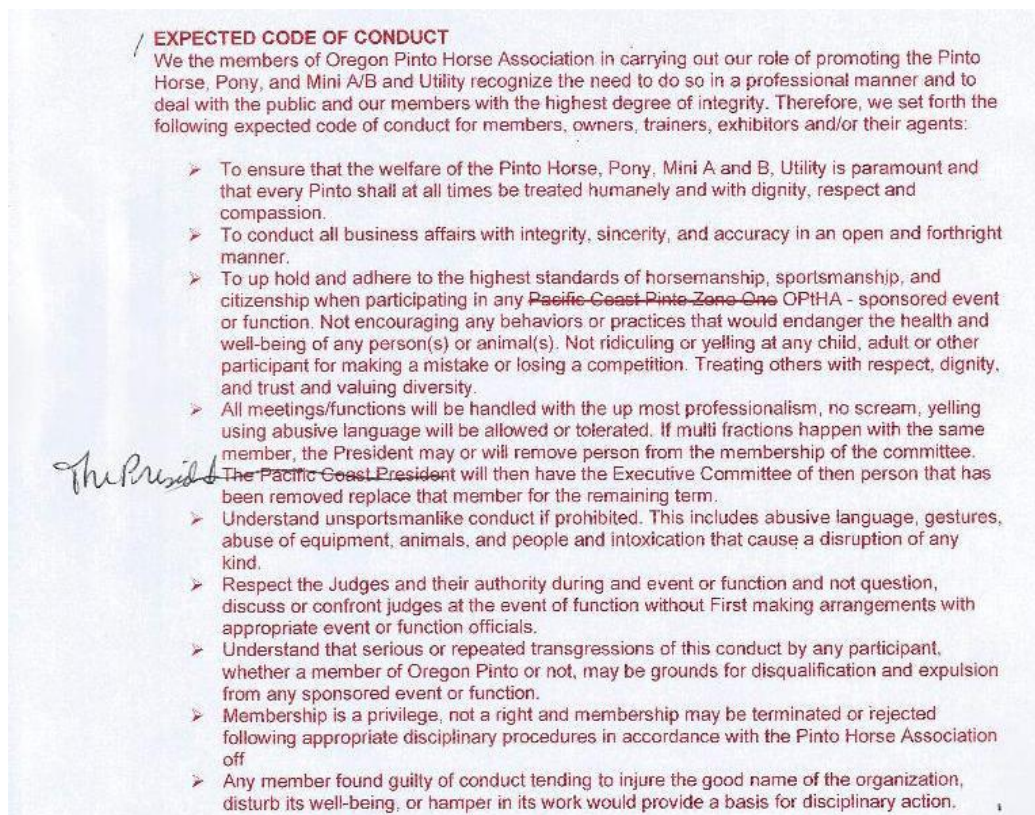 EXPECTED CODE OF CONDUCT
We the members of Oregon Pinto Horse Association in carrying out our role of promoting the Pinto
Horse, Pony, and Mini A/B and Utility recognize the need to do so in a professional manner and to
deal with the public and our members with the highest degree of integrity. Therefore, we set forth the
following expected code of conduct for members, owners, trainers, exhibitors and/or their agents:
➢ To ensure that the welfare of the Pinto Horse, Pony, Mini A and B, Utility is paramount and
that every Pinto shall at all times be treated humanely and with dignity, respect and
compassion.
➢ To conduct all business affairs with integrity, sincerity, and accuracy in an open and forthright
manner.
➢ To up hold and adhere to the highest standards of horsemanship, sportsmanship, and
citizenship when participating in any Pacific Coast Pinto Zone One OPtHA - sponsored event
or function. Not encouraging any behaviors or practices that would endanger the health and
well-being of any person(s) or animal(s). Not ridiculing or yelling at any child, adult or other
participant for making a mistake or losing a competition. Treating others with respect, dignity,
and trust and valuing diversity.
➢ All meetings/functions will be handled with the up most professionalism, no scream, yelling
using abusive language will be allowed or tolerated. If multi fractions happen with the same
member, the President may or will remove person from the membership of the committee.
The Presidt The Pacific Coast President will then have the Executive Committee of then person that has
been removed replace that member for the remaining term.
➢ Understand unsportsmanlike conduct if prohibited. This includes abusive language, gestures,
abuse of equipment, animals, and people and intoxication that cause a disruption of any
kind.
➢ Respect the Judges and their authority during and event or function and not question,
discuss or confront judges at the event of function without First making arrangements with
appropriate event or function officials.
➢ Understand that serious or repeated transgressions of this conduct by any participant,
whether a member of Oregon Pinto or not, may be grounds for disqualification and expulsion
from any sponsored event or function.
➢ Membership is a privilege, not a right and membership may be terminated or rejected
following appropriate disciplinary procedures in accordance with the Pinto Horse Association
off
➢ Any member found guilty of conduct tending to injure the good name of the organization,
disturb its well-being, or hamper in its work would provide a basis for disciplinary action.